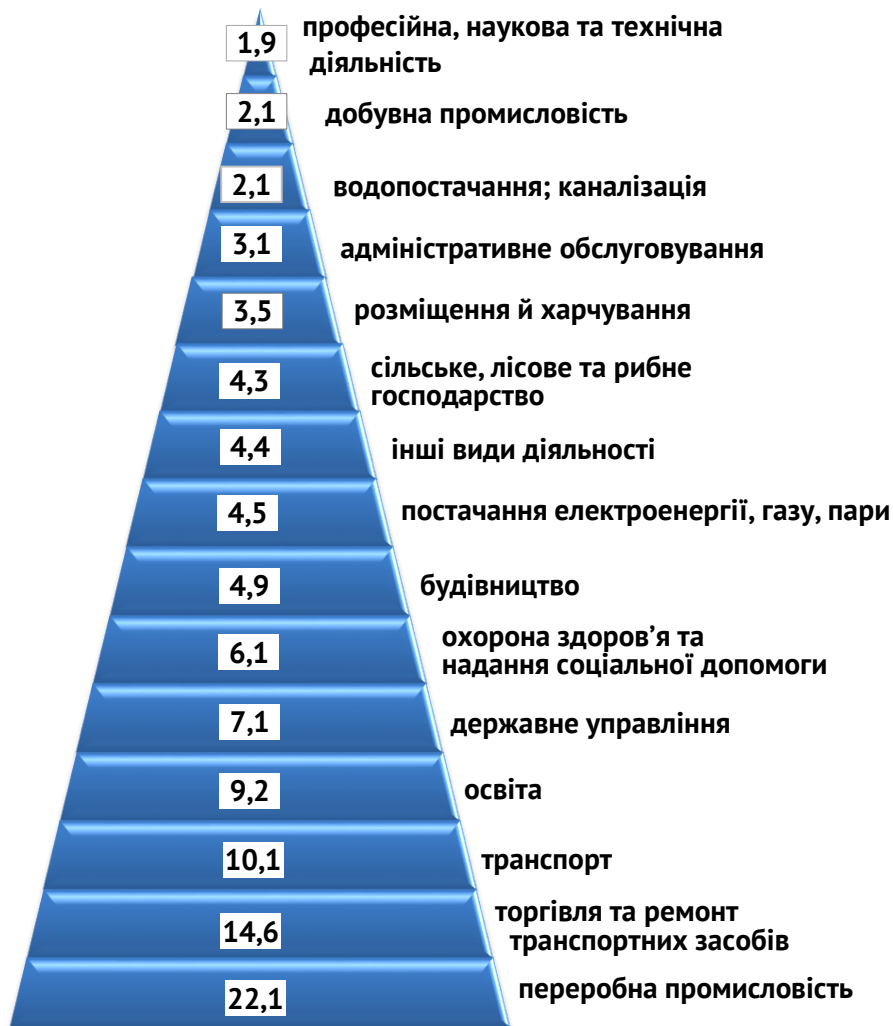 1,9 професійна, наукова та технічна
діяльність
2,1 добувна промисловість
2,1 водопостачання; каналізація
3,1 адміністративне обслуговування
3,5 розміщення й харчування
4,3 сільське, лісове та рибне
господарство
4,4 інші види діяльності
4,5 постачання електроенергії, газу, пари
4,9 будівництво
6,1 охорона здоров’я та
надання соціальної допомоги
7,1 державне управління
9,2 освіта
10,1 транспорт
14,6 торгівля та ремонт
транспортних засобів
22,1 переробна промисловість